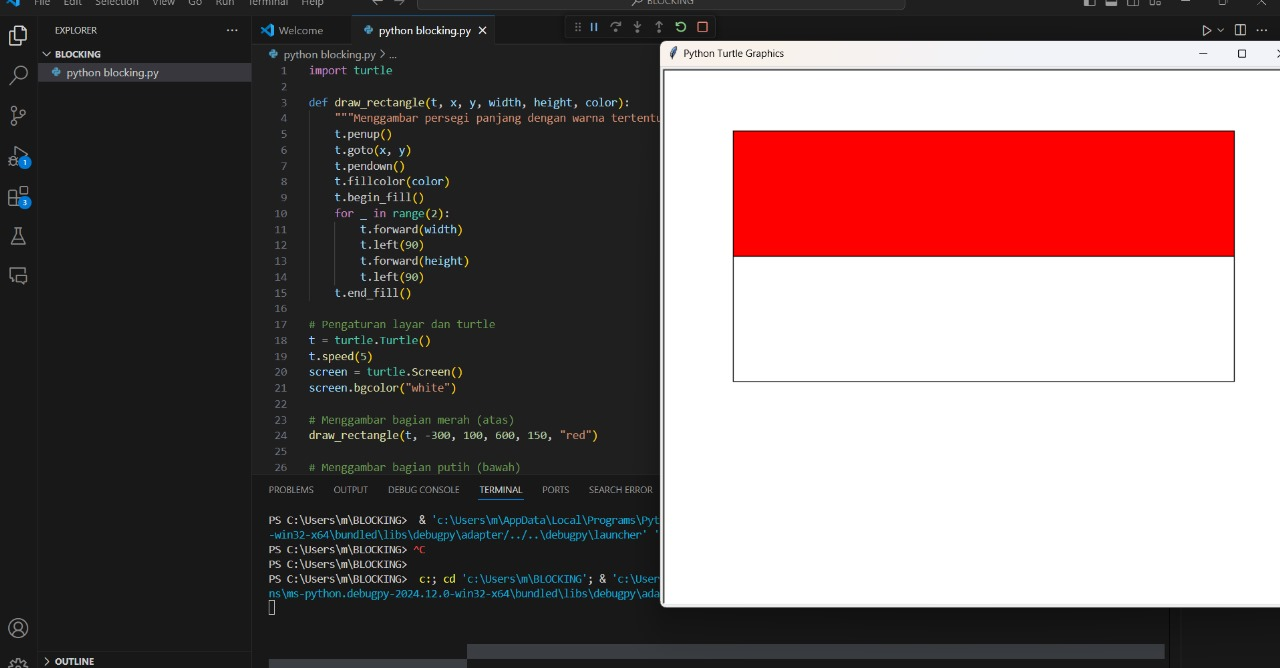 File Edit Selection View Go Run Terminal Help
BLOCKING
EXPLORER
Welcome
python blocking.py
BLOCKING
python blocking.py
python blocking.py > ...
1 import turtle
2
3 def draw_rectangle(t, x, y, width, height, color):
4 """Menggambar persegi panjang dengan warna tertentu
5 t.penup()
6 t.goto(x, y)
7 t.pendown()
8 t.fillcolor(color)
9 t.begin_fill()
10 for _ in range(2):
11 t.forward(width)
12 t.left(90)
13 t.forward(height)
14 t.left(90)
15 t.end_fill()
16
17 # Pengaturan layar dan turtle
18 t = turtle.Turtle()
19 t.speed(5)
20 screen = turtle.Screen()
21 screen.bgcolor("white")
22
23 # Menggambar bagian merah (atas)
24 draw_rectangle(t, -300, 100, 600, 150, "red")
25
26 # Menggambar bagian putih (bawah)
1
3
Python Turtle Graphics
PROBLEMS OUTPUT DEBUG CONSOLE TERMINAL PORTS SEARCH ERROR
PS C:\Users\m\BLOCKING> & 'c:\Users\m\AppData\Local\Programs\Pyt
-win32-x64\bundled\libs\debugpy\adapter/../..\debugpy\launcher' '
PS C:\Users\m\BLOCKING> ^C
PS C:\Users\m\BLOCKING>
PS C:\Users\m\BLOCKING> c:; cd 'c:\Users\m\BLOCKING'; & 'c:\User
ns\ms-python.debugpy-2024.12.0-win32-x64\bundled\libs\debugpy\ada
OUTLINE